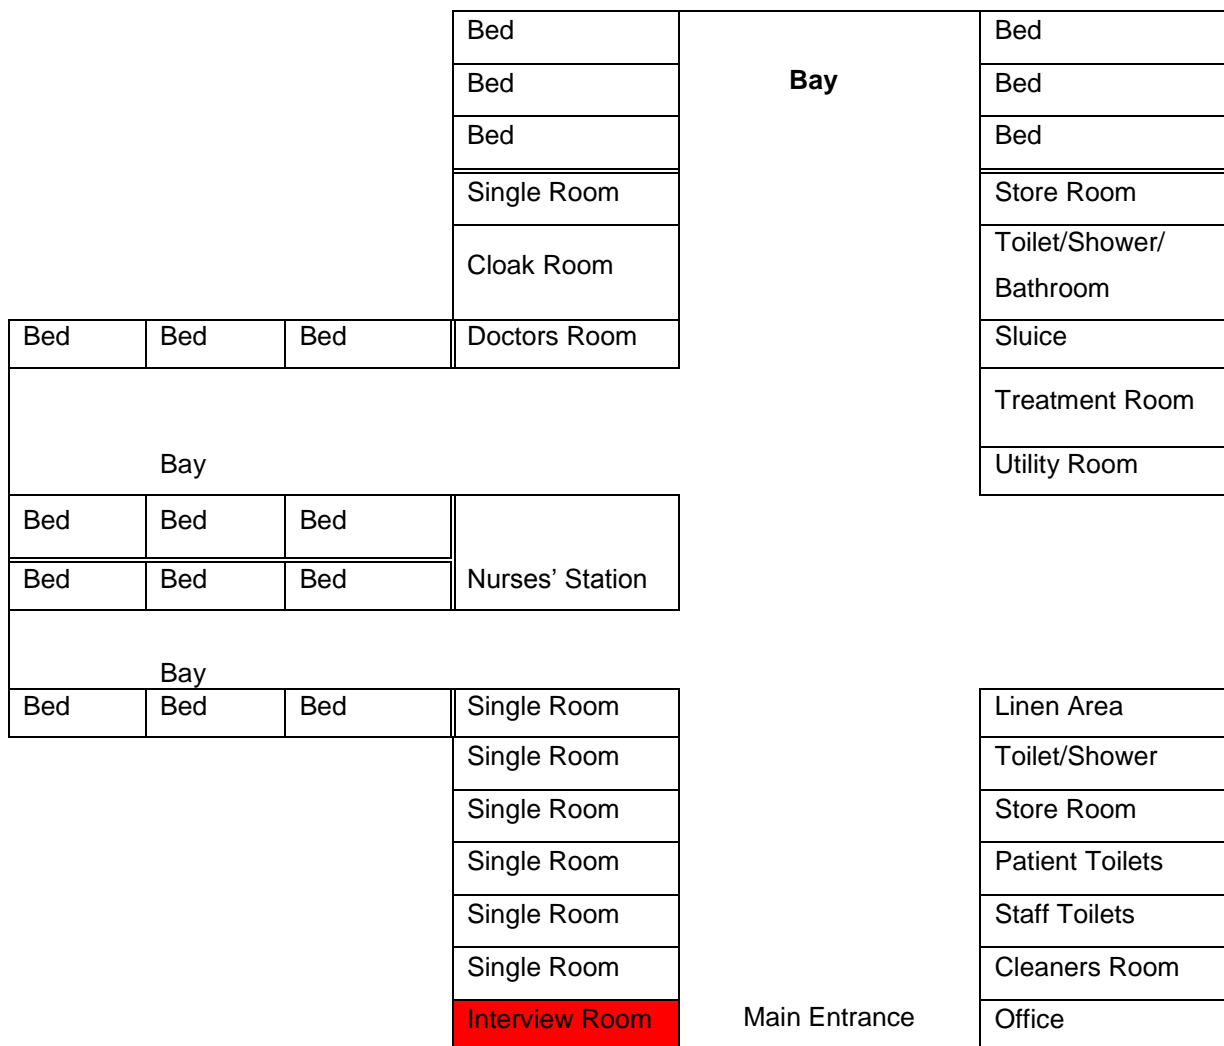 Bed Bed
Bed Bay Bed
Bed Bed
Single Room Store Room
Cloak Room Toilet/Shower/
Bathroom
Bed Bed Bed Doctors Room Sluice
Treatment Room
Bay Utility Room
Bed Bed Bed
Bed Bed Bed Nurses’ Station
Bay
Bed Bed Bed Single Room Linen Area
Single Room Toilet/Shower
Single Room Store Room
Single Room Patient Toilets
Single Room Staff Toilets
Single Room Cleaners Room
Interview Room Main Entrance Office